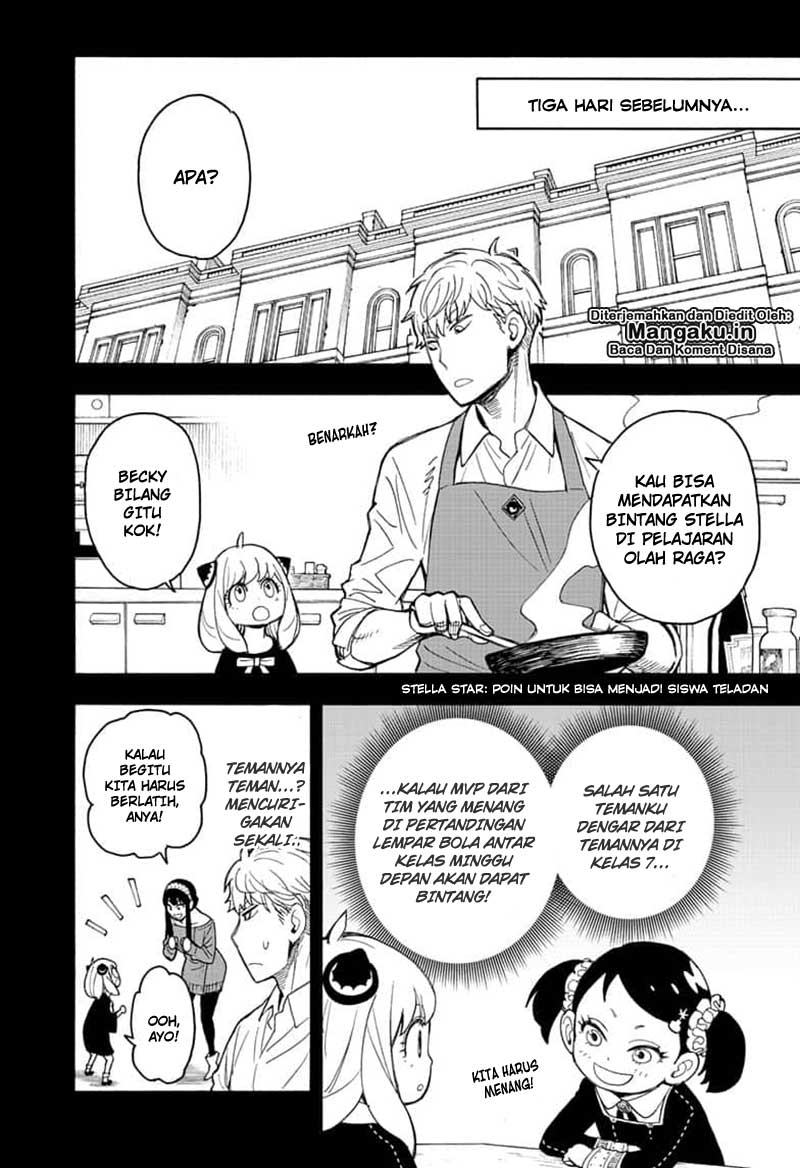 TIGA HARI SEBELUMNYA...
APA?
Diterjemahkan dan Diedit Oleh:
Mangaku.in
Baca Dan Koment Disana
KAU BISA
MENDAPATKAN
BINTANG STELLA
DI PELAJARAN
OLAH RAGA?
BENARKAH?
BECKY
BILANG
GITU
KOK!
STELLA STAR: POIN UNTUK BISA MENJADI SISWA TELADAN
SALAH SATU
TEMANKU
DENGAR DARI
TEMANNYA DI
KELAS 7...
...KALAU MVP DARI
TIM YANG MENANG
DI PERTANDINGAN
LEMPAR BOLA ANTAR
KELAS MINGGU
DEPAN AKAN DAPAT
BINTANG!
KITA HARUS
MENANG!
TEMANNYA
TEMAN...?
MENCURI-
GAKAN
SEKALI..
KALAU
BEGITU
KITA HARUS
BERLATIH,
ANYA!
OOH,
AYO!